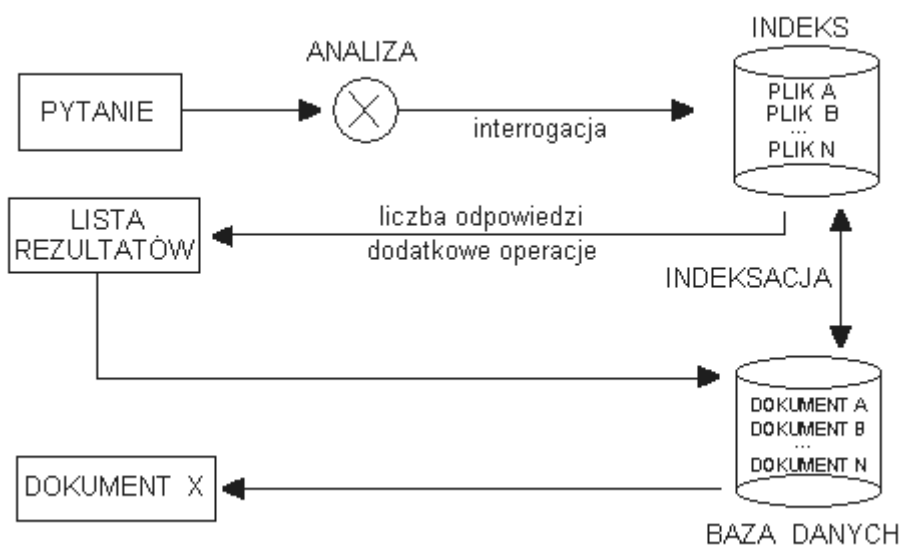 INDEKS
ANALIZA
PYTANIE
PLIK A
PLIK B
...
PLIK N
interrogacja
LISTA
REZULTATÓW
liczba odpowiedzi
dodatkowe operacje
INDEKSACJA
DOKUMENT A
DOKUMENT B
...
DOKUMENT N
DOKUMENT X
BAZA DANYCH